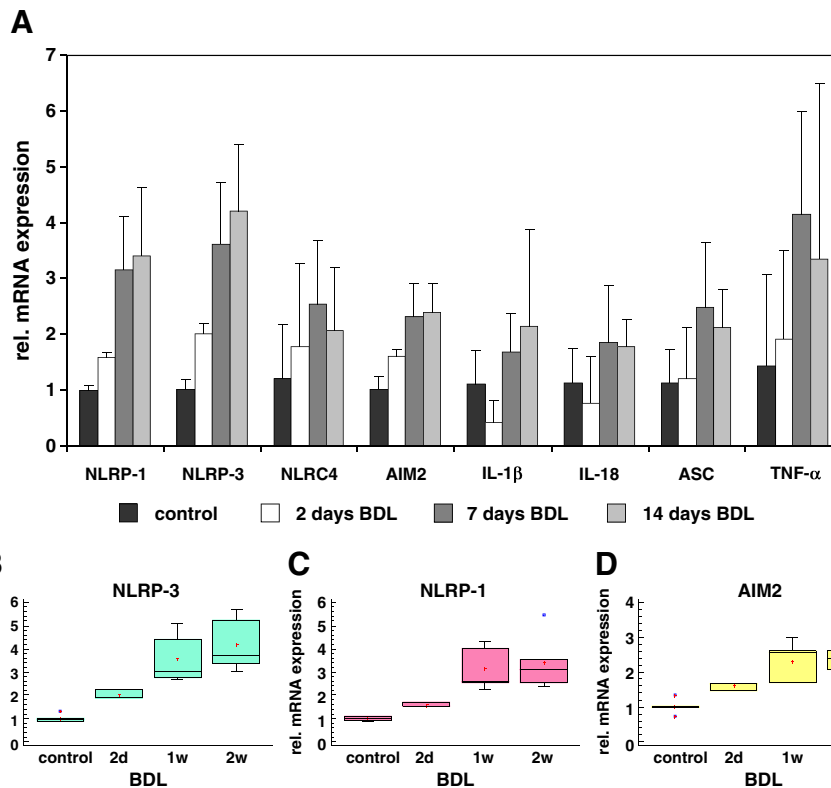 A
rel. mRNA expression
7
6
5
4
3
2
1
0
NLRP-1 NLRP-3 NLRC4 AIM2 IL-1β IL-18 ASC TNF-α
control 2 days BDL 7 days BDL 14 days BDL
NLRP-3
6
5
4
3
2
1
0
control 2d 1w 2w
BDL
C
NLRP-1
rel. mRNA expression
6
5
4
3
2
1
0
control 2d 1w 2w
BDL
D
AIM2
rel. mRNA expression
4
3
2
1
0
control 2d 1w
BDL